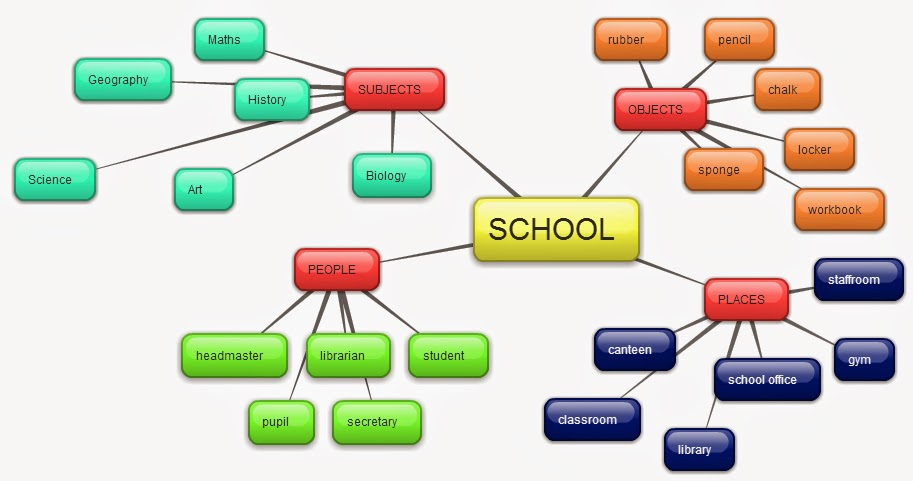 SCHOOL
SUBJECTS
Maths
Geography
History
Science
Art
Biology
OBJECTS
rubber
pencil
chalk
locker
sponge
workbook
PEOPLE
headmaster
librarian
student
pupil
secretary
PLACES
staffroom
canteen
gym
school office
classroom
library